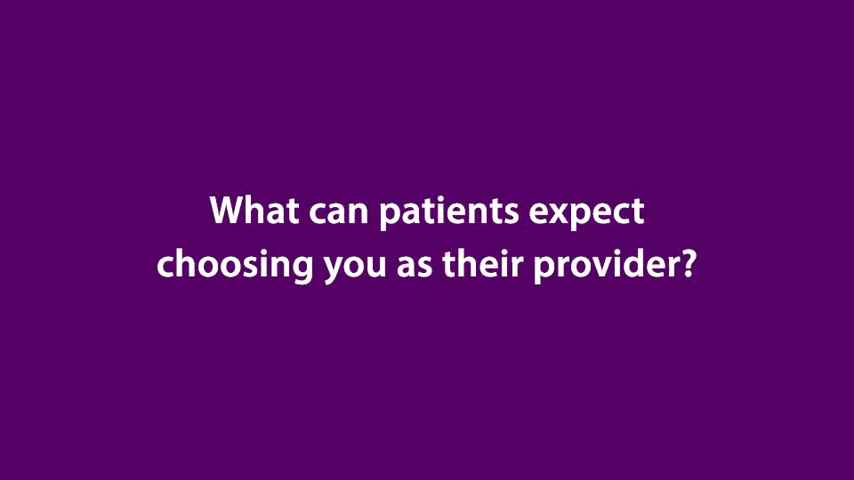 What can patients expect
choosing you as their provider?